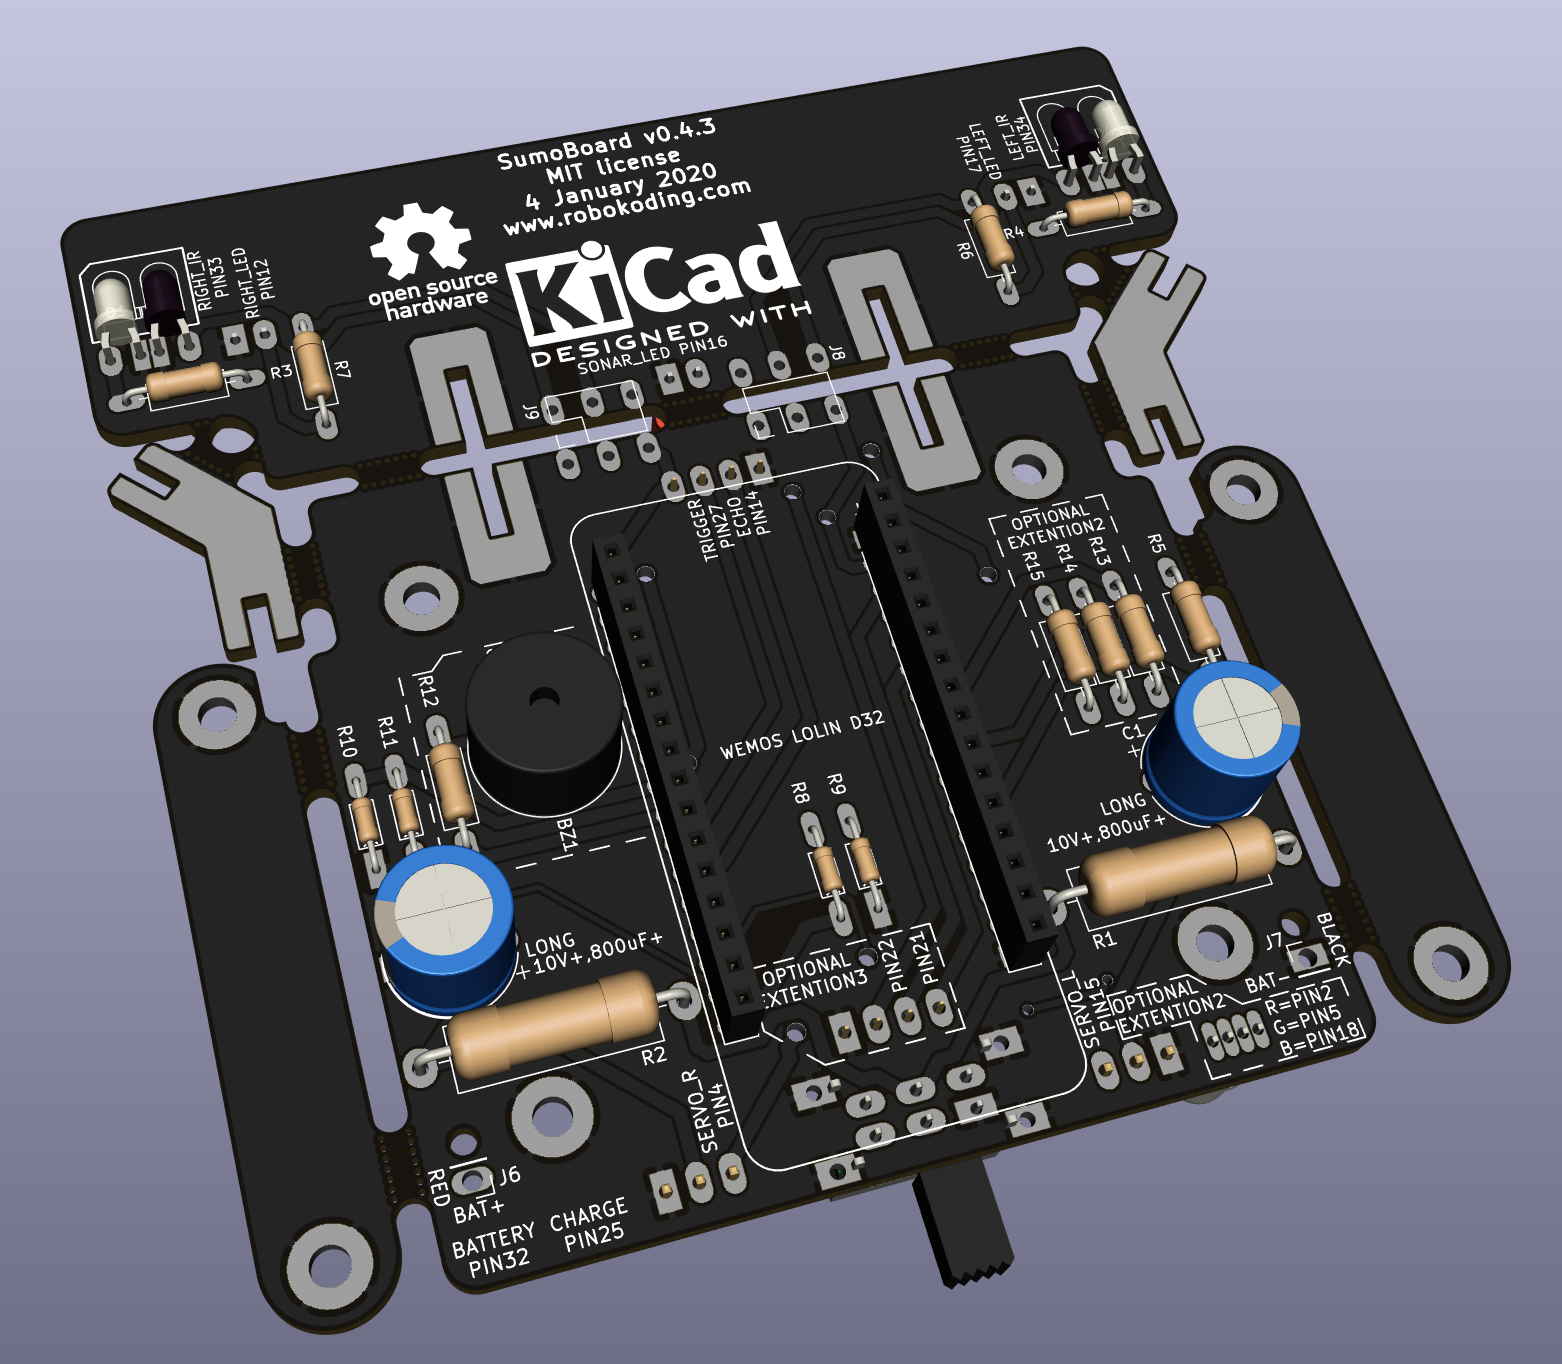 SumoBoard v0.4.3
MIT license
4 January 2020
www.robokoding.com
open source
hardware
KiCad
DESIGNED WITH
SONAR_LED PIN16
RIGHT_IR
PIN33
RIGHT_LED
PIN12
R3
R7
PIN17
LEFT_LED
LEFT_IR
PIN34
R6
R4
J9
J8
TRIGGER
PIN27
ECHO
PIN14
OPTIONAL
EXTENTION2
R15
R14
R13
R5
R10
R11
R12
BZ1
WEMOS LOLIN D32
R8
R9
C1
+
LONG
10V+,800uF+
R1
LONG
+10V+,800uF+
R2
OPTIONAL
EXTENTION3
PIN22
PIN21
SERVO_R
PIN4
PIN15
OPTIONAL
EXTENTION2
J7
BAT-
BLACK
R=PIN2
G=PIN5
B=PIN18
RED
J6
BAT+
BATTERY
PIN32
CHARGE
PIN25